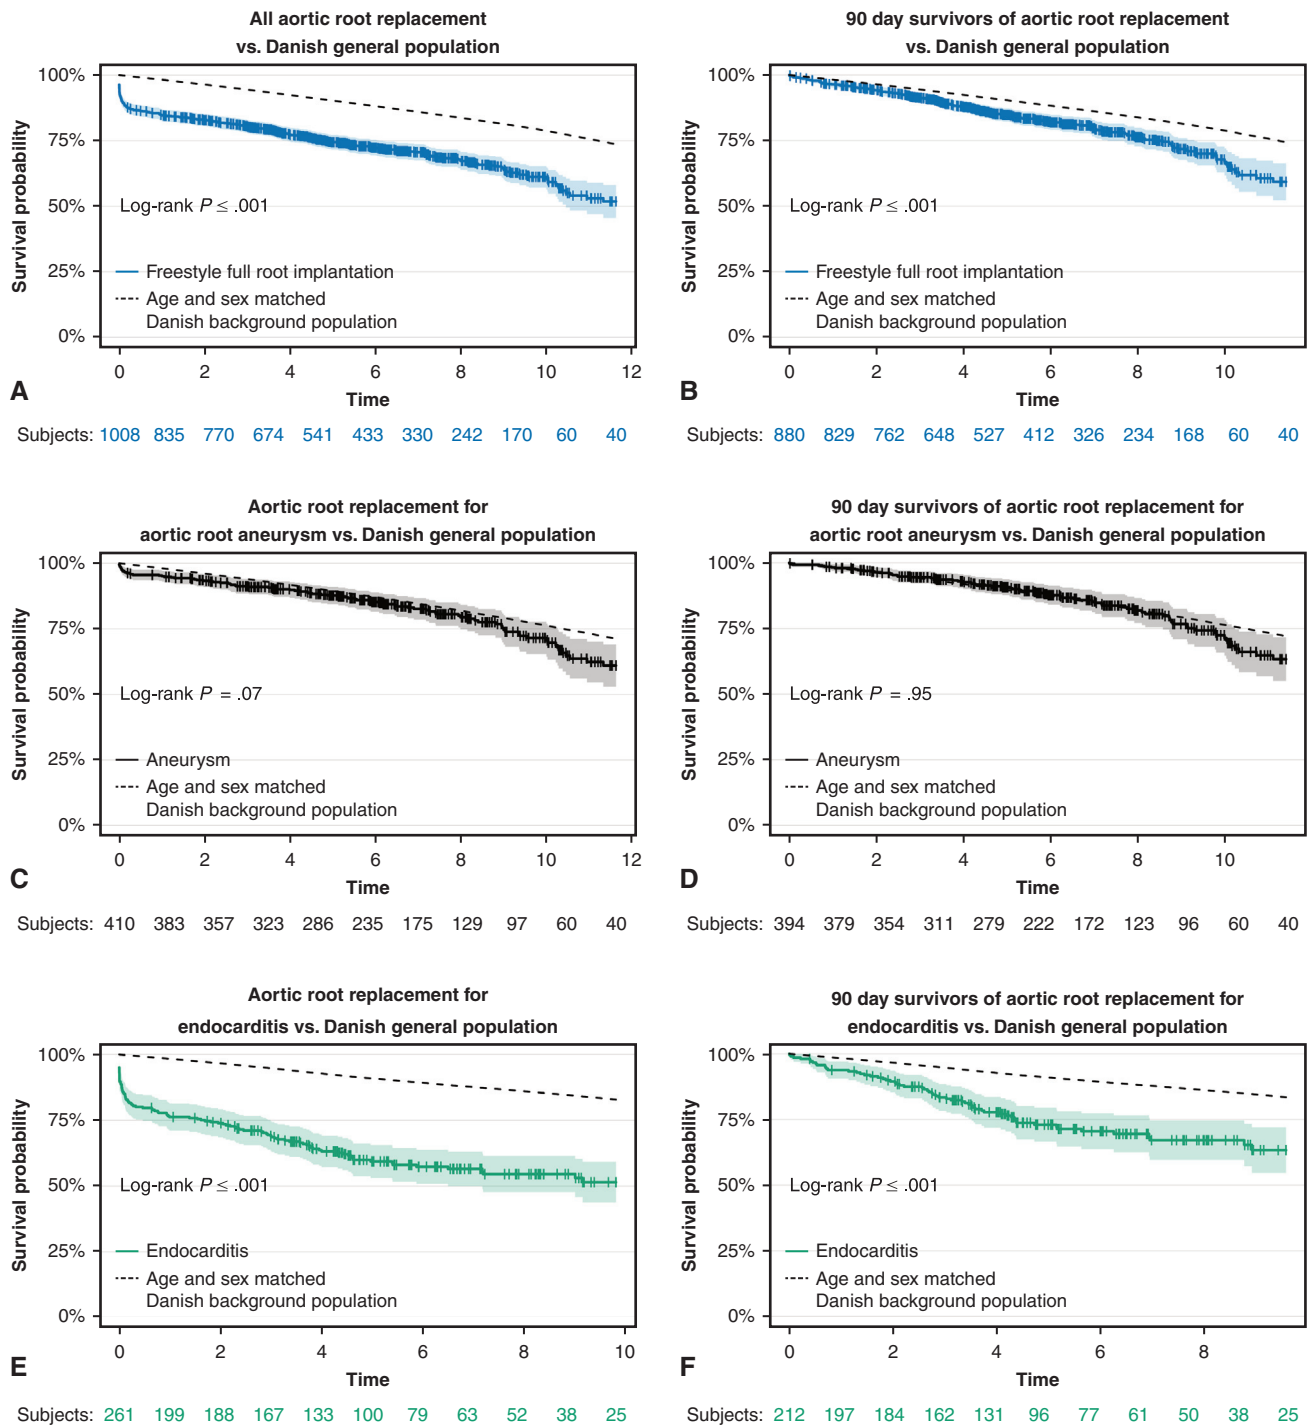 All aortic root replacement
vs. Danish general population
100%
75%
50%
25%
0%
Survival probability
Log-rank P ≤ .001
Freestyle full root implantation
Age and sex matched
Danish background population
0 2 4 6 8 10 12
Time
A
Subjects: 1008 835 770 674 541 433 330 242 170 60 40
90 day survivors of aortic root replacement
vs. Danish general population
100%
75%
50%
25%
0%
Survival probability
Log-rank P ≤ .001
Freestyle full root implantation
Age and sex matched
Danish background population
0 2 4 6 8 10
Time
B
Subjects: 880 829 762 648 527 412 326 234 168 60 40
Aortic root replacement for
aortic root aneurysm vs. Danish general population
100%
75%
50%
25%
0%
Survival probability
Log-rank P = .07
Aneurysm
Age and sex matched
Danish background population
0 2 4 6 8 10 12
Time
C
Subjects: 410 383 357 323 286 235 175 129 97 60 40
90 day survivors of aortic root replacement for
aortic root aneurysm vs. Danish general population
100%
75%
50%
25%
0%
Survival probability
Log-rank P = .95
Aneurysm
Age and sex matched
Danish background population
0 2 4 6 8 10
Time
D
Subjects: 394 379 354 311 279 222 172 123 96 60 40
Aortic root replacement for
endocarditis vs. Danish general population
100%
75%
50%
25%
0%
Survival probability
Log-rank P ≤ .001
Endocarditis
Age and sex matched
Danish background population
0 2 4 6 8 10
Time
E
Subjects: 261 199 188 167 133 100 79 63 52 38 25
90 day survivors of aortic root replacement for
endocarditis vs. Danish general population
100%
75%
50%
25%
0%
Survival probability
Log-rank P ≤ .001
Endocarditis
Age and sex matched
Danish background population
0 2 4 6 8
Time
F
Subjects: 212 197 184 162 131 96 77 61 50 38 25